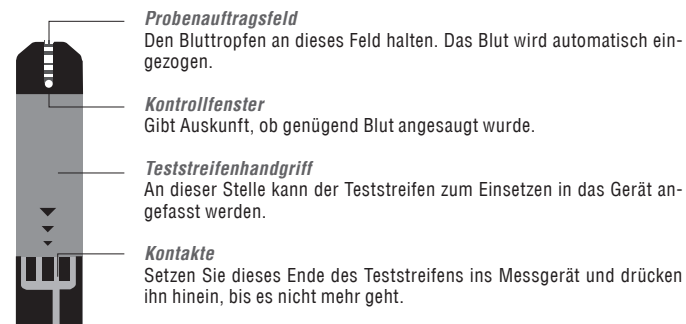 Probenauftragsfeld
Den Bluttropfen an dieses Feld halten. Das Blut wird automatisch ein-
gezogen.
Kontrollfenster
Gibt Auskunft, ob genügend Blut angesaugt wurde.
Teststreifenhandgriff
An dieser Stelle kann der Teststreifen zum Einsetzen in das Gerät an-
gefasst werden.
Kontakte
Setzen Sie dieses Ende des Teststreifens ins Messgerät und drücken
ihn hinein, bis es nicht mehr geht.